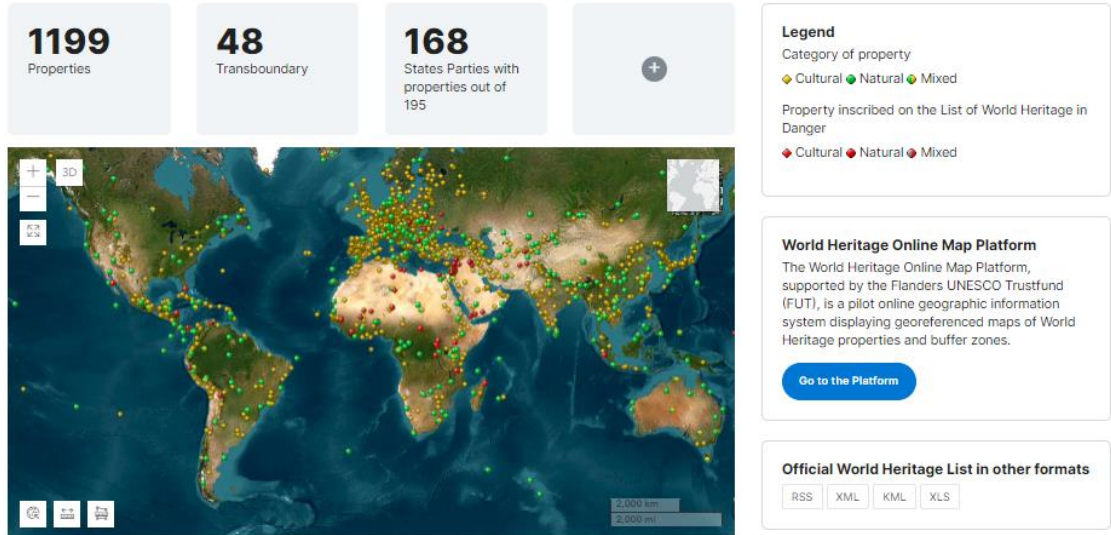 1199
Properties
48
Transboundary
168
States Parties with
properties out of
195
+
+
3D
−
2,000 km
2,000 mi
Legend
Category of property
Cultural Natural Mixed
Property inscribed on the List of World Heritage in
Danger
Cultural Natural Mixed
World Heritage Online Map Platform
The World Heritage Online Map Platform,
supported by the Flanders UNESCO Trustfund
(FUT), is a pilot online geographic information
system displaying georeferenced maps of World
Heritage properties and buffer zones.
Go to the Platform
Official World Heritage List in other formats
RSS XML KML XLS